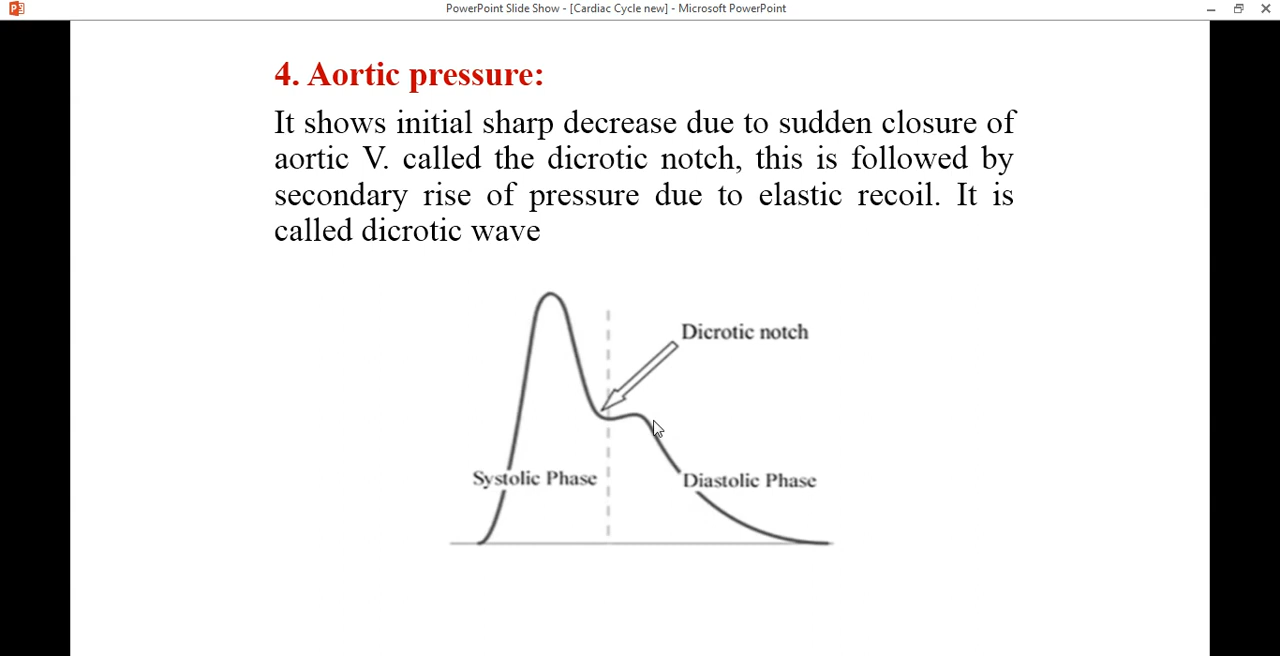 PowerPoint Slide Show - [Cardiac Cycle new] - Microsoft PowerPoint
4. Aortic pressure:
It shows initial sharp decrease due to sudden closure of
aortic V. called the dicrotic notch, this is followed by
secondary rise of pressure due to elastic recoil. It is
called dicrotic wave
Dicrotic notch
Systolic Phase
Diastolic Phase